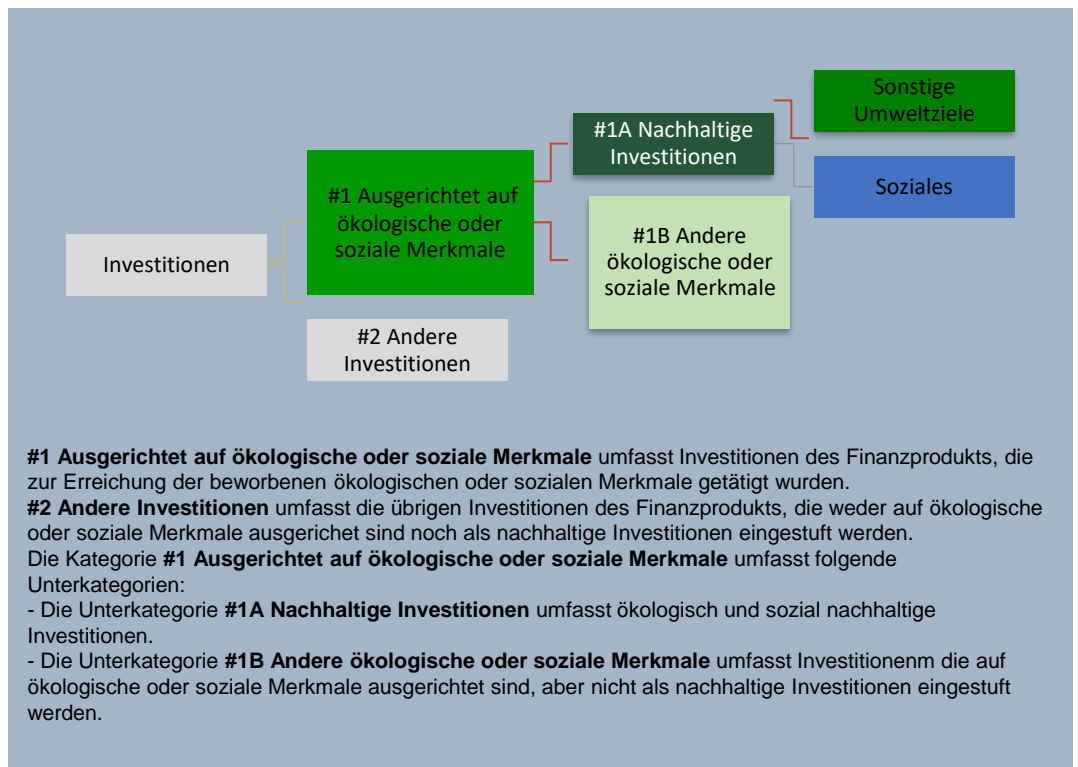 Sonstige
Umweltziele
#1A Nachhaltige
Investitionen
Soziales
#1 Ausgerichtet auf
ökologische oder
soziale Merkmale
#1B Andere
ökologische oder
soziale Merkmale
Investitionen
#2 Andere
Investitionen
#1 Ausgerichtet auf ökologische oder soziale Merkmale umfasst Investitionen des Finanzprodukts, die
zur Erreichung der beworbenen ökologischen oder sozialen Merkmale getätigt wurden.
#2 Andere Investitionen umfasst die übrigen Investitionen des Finanzprodukts, die weder auf ökologische
oder soziale Merkmale ausgerichet sind noch als nachhaltige Investitionen eingestuft werden.
Die Kategorie #1 Ausgerichtet auf ökologische oder soziale Merkmale umfasst folgende
Unterkategorien:
- Die Unterkategorie #1A Nachhaltige Investitionen umfasst ökologisch und sozial nachhaltige
Investitionen.
- Die Unterkategorie #1B Andere ökologische oder soziale Merkmale umfasst Investitionenm die auf
ökologische oder soziale Merkmale ausgerichtet sind, aber nicht als nachhaltige Investitionen eingestuft
werden.